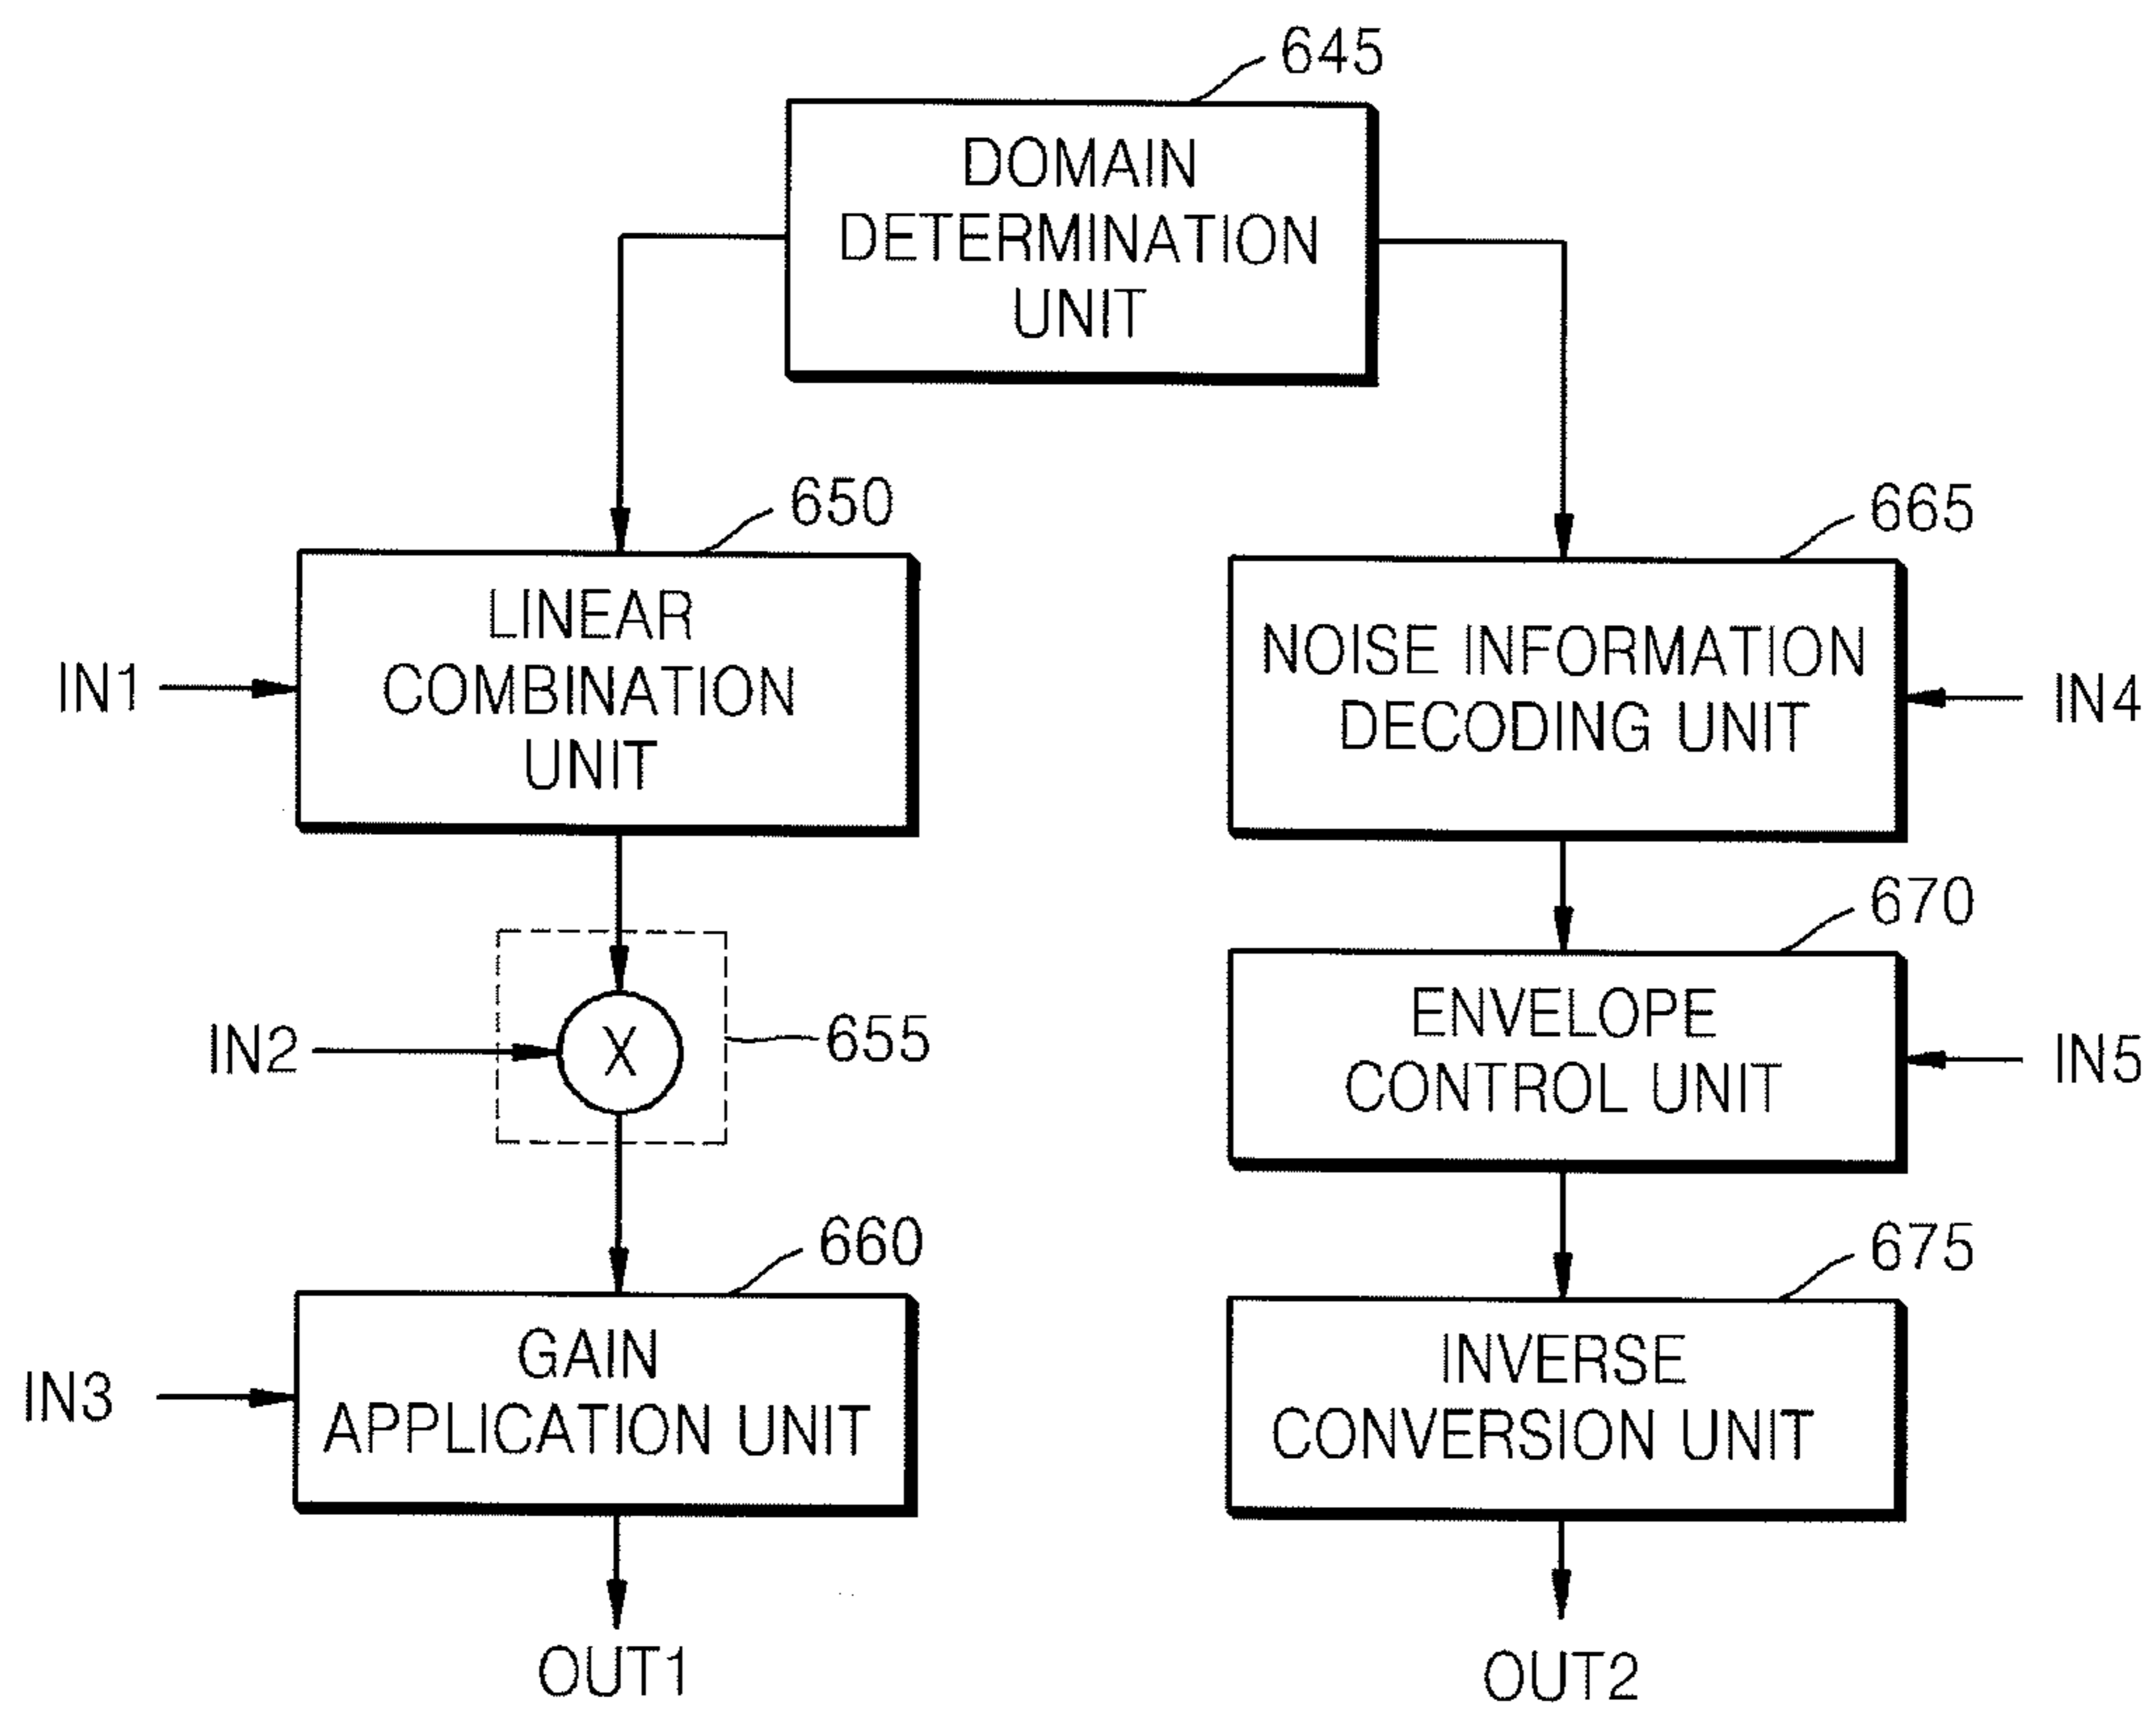 645
DOMAIN
DETERMINATION
UNIT
650
LINEAR
COMBINATION
UNIT
IN1
665
NOISE INFORMATION
DECODING UNIT
IN4
IN2
X
655
670
ENVELOPE
CONTROL UNIT
IN5
660
GAIN
APPLICATION UNIT
IN3
675
INVERSE
CONVERSION UNIT
OUT1
OUT2